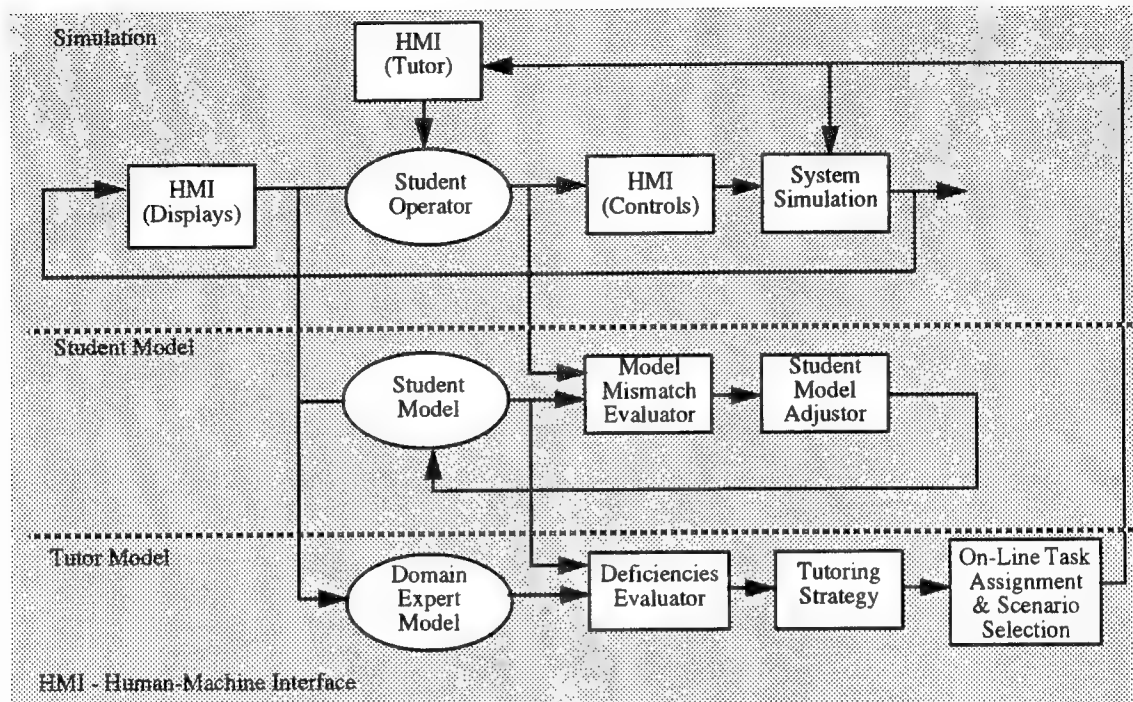 Simulation
HMI
(Tutor)
HMI
(Displays)
Student
Operator
HMI
(Controls)
System
Simulation
Student Model
Student
Model
Model
Mismatch
Evaluator
Student
Model
Adjustor
Tutor Model
Domain
Expert
Model
Deficiencies
Evaluator
Tutoring
Strategy
On-Line Task
Assignment
& Scenario
Selection
HMI - Human-Machine Interface